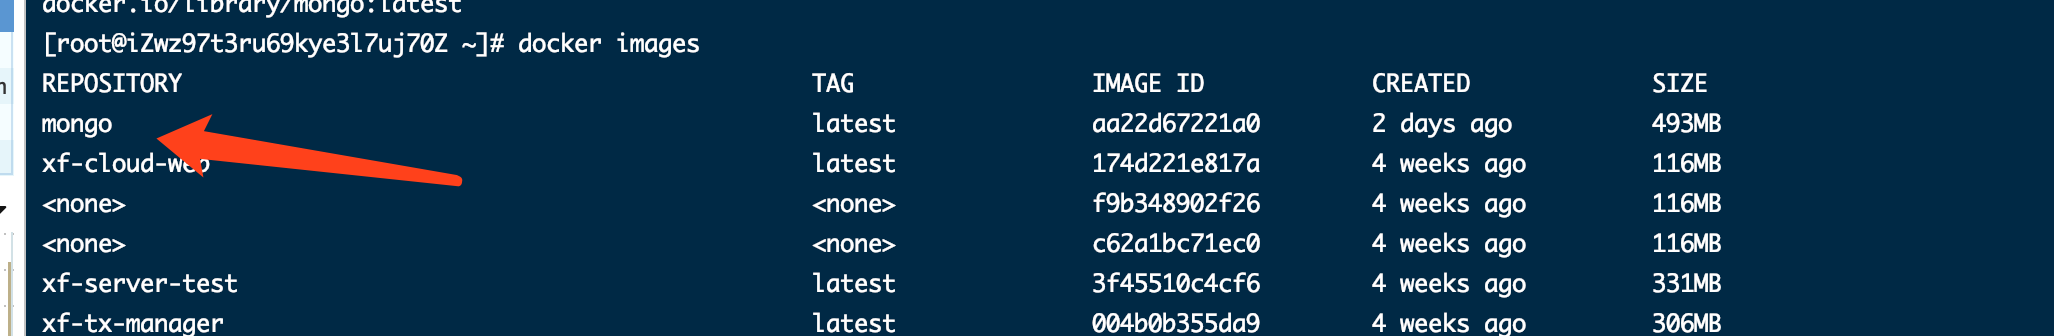 docker.io/library/mongo:latest
[root@iZwz97t3ru69kye3l7uj70Z ~]# docker images
REPOSITORY TAG IMAGE ID CREATED SIZE
mongo latest aa22d67221a0 2 days ago 493MB
xf-cloud-web latest 174d221e817a 4 weeks ago 116MB
<none> <none> f9b348902f26 4 weeks ago 116MB
<none> <none> c62a1bc71ec0 4 weeks ago 116MB
xf-server-test latest 3f45510c4cf6 4 weeks ago 331MB
xf-tx-manager latest 004b0b355da9 4 weeks ago 306MB